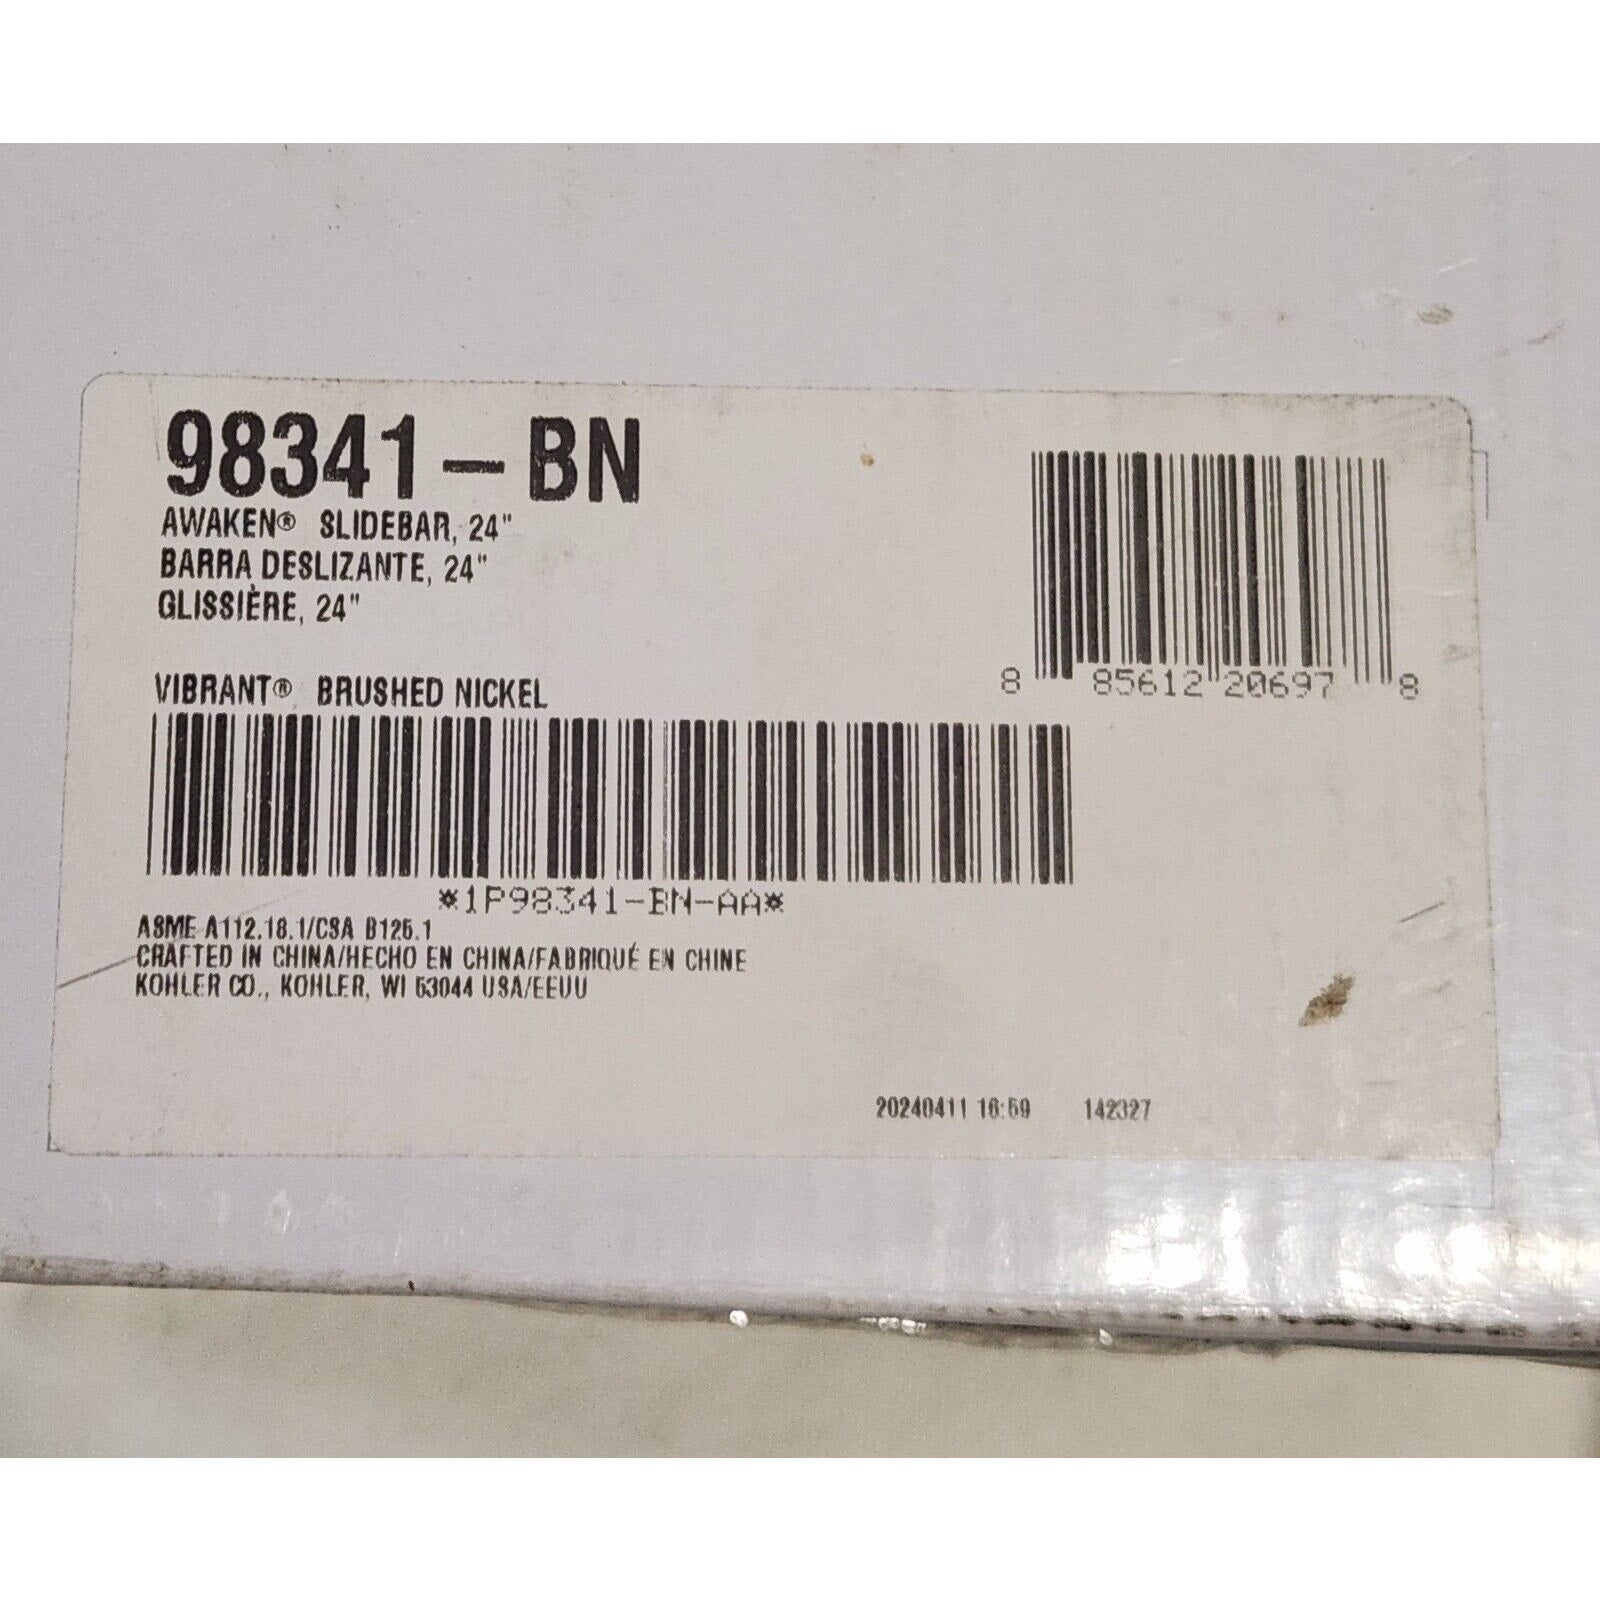 98341-BN
AWAKEN® SLIDEBAR, 24"
BARRA DESLIZANTE, 24"
GLISSIÈRE, 24"
VIBRANT® BRUSHED NICKEL
8 85612 20697 8
*1P98341-BN-AA*
ASME A112.18.1/CSA B125.1
CRAFTED IN CHINA/HECHO EN CHINA/FABRIQUÉ EN CHINE
KOHLER CO., KOHLER, WI 53044 USA/EEUU
20240411 16:59 142327